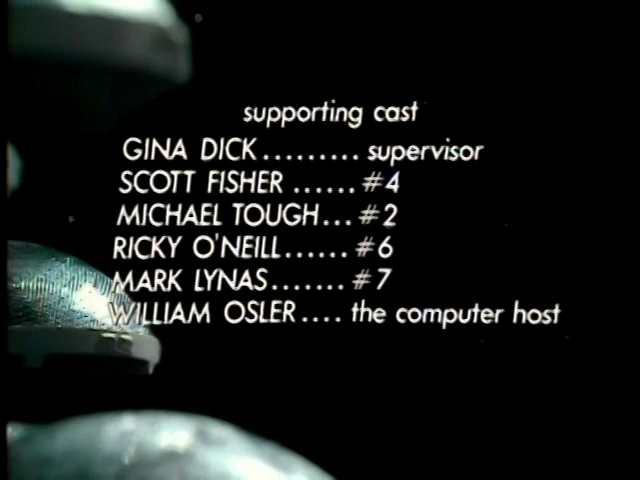 supporting cast
GINA DICK......... supervisor
SCOTT FISHER ...... #4
MICHAEL TOUGH... #2
RICKY O'NEILL...... #6
MARK LYNAS....... #7
WILLIAM OSLER.... the computer host